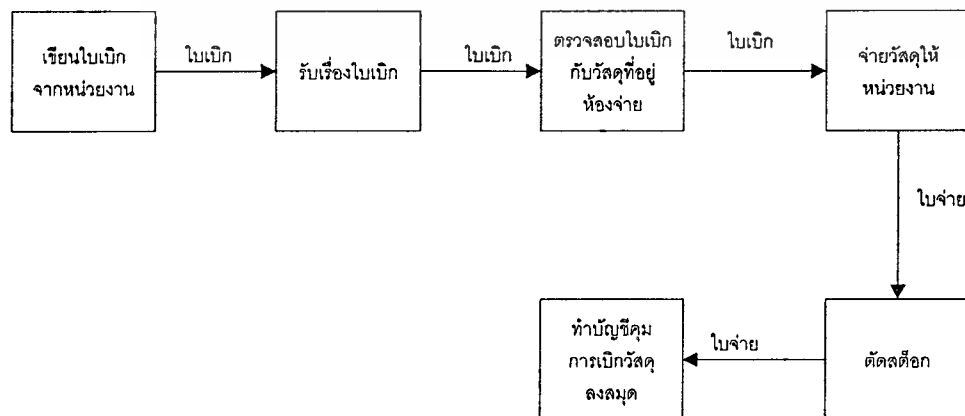 เขียนใบเบิก
จากหน่วยงาน
ใบเบิก
รับเรื่องใบเบิก
ใบเบิก
ตรวจสอบใบเบิก
กับวัสดุที่อยู่
ห้องจ่าย
ใบเบิก
จ่ายวัสดุให้
หน่วยงาน
ใบจ่าย
ตัดสต็อก
ใบจ่าย
ทำบัญชีคุม
การเบิกวัสดุ
ลงสมุด